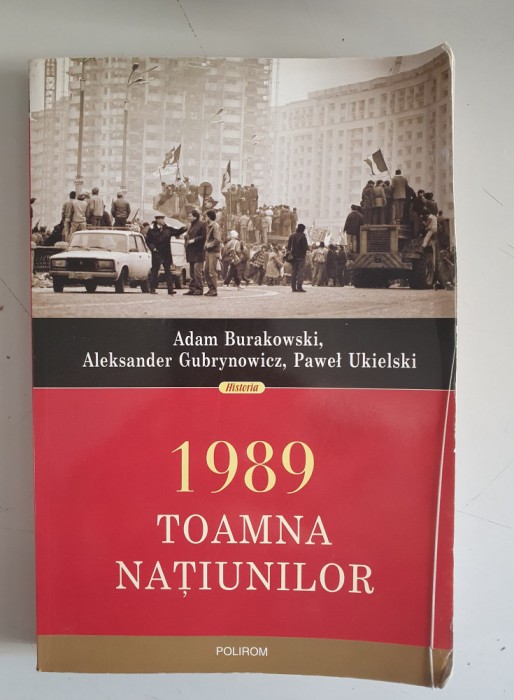 Adam Burakowski,
Aleksander Gubrynowicz, Paweł Ukielski
Historia
1989
TOAMNA
NAȚIUNILOR
POLIROM